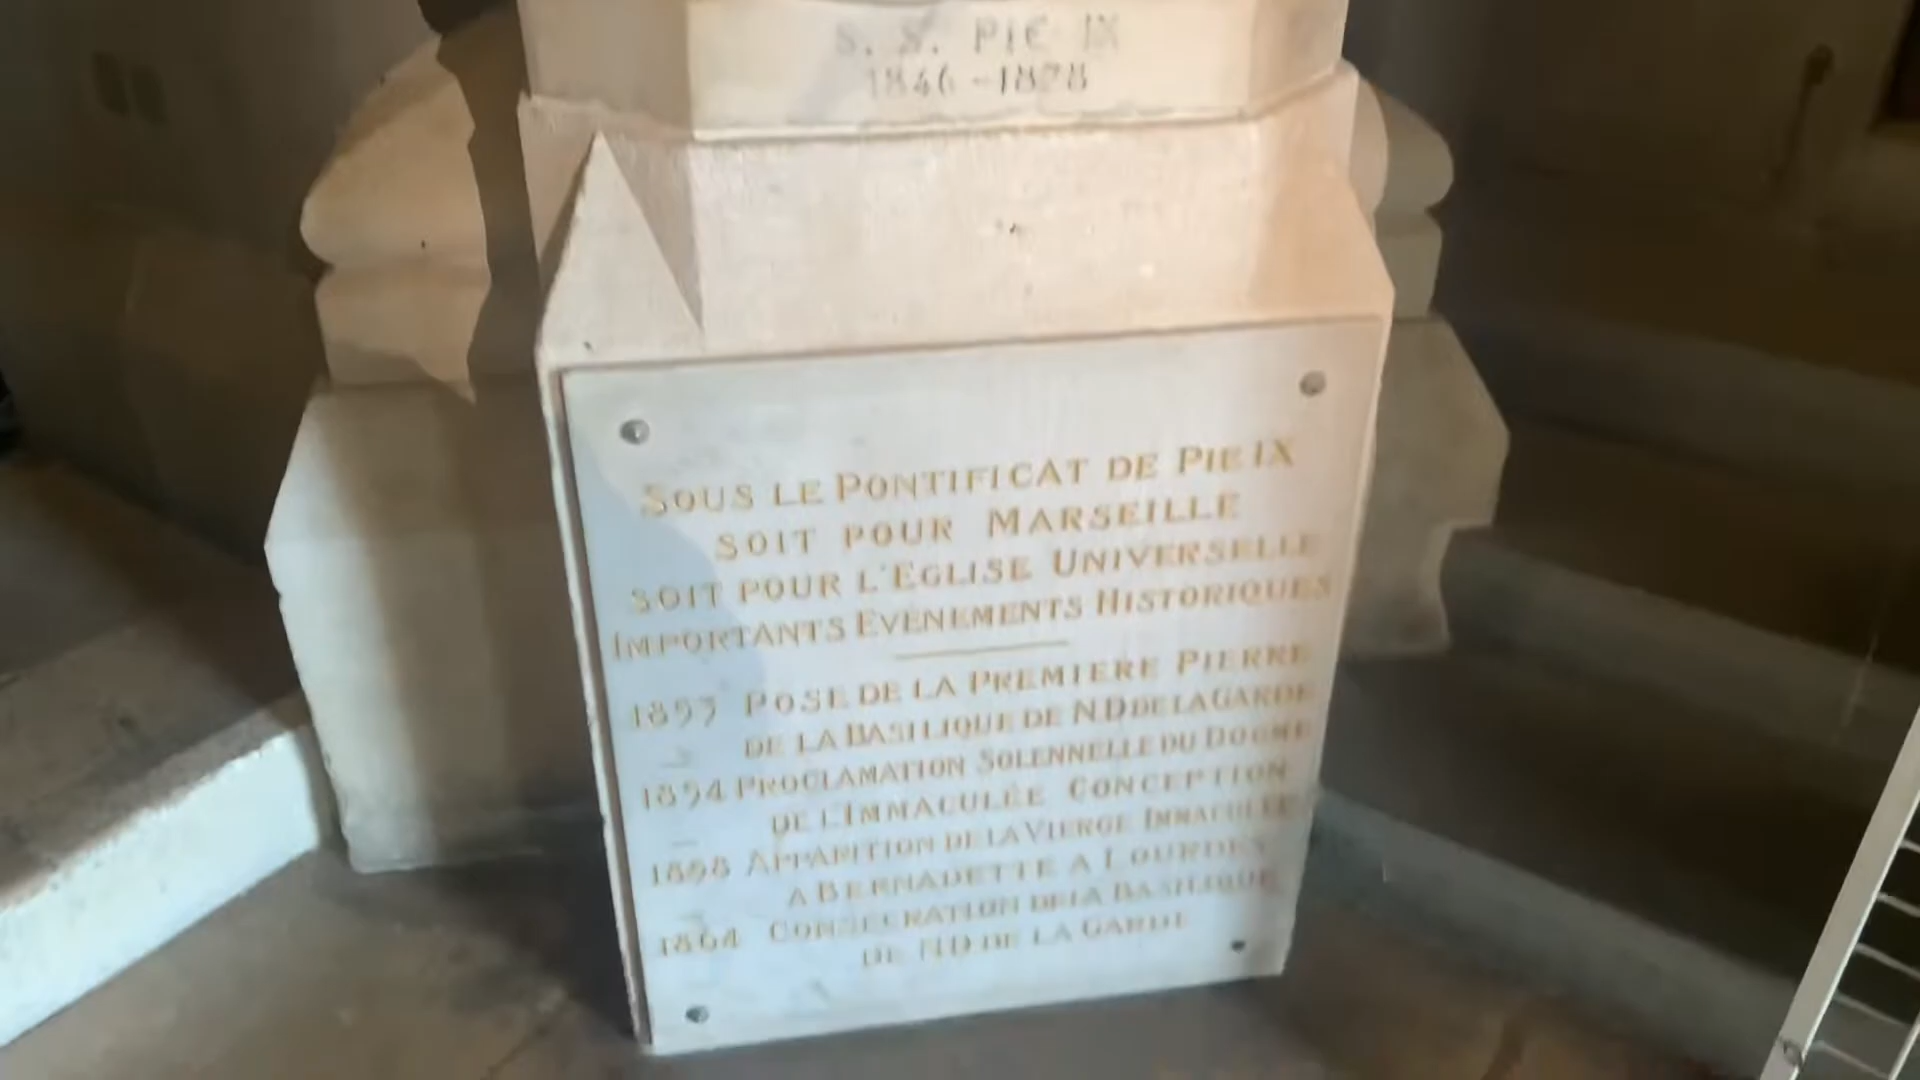 S. S. PIE IX
1846 - 1878
SOUS LE PONTIFICAT DE PIE IX
SOIT POUR MARSEILLE
SOIT POUR L'EGLISE UNIVERSELLE
IMPORTANTS EVENEMENTS HISTORIQUES
1853 POSE DE LA PREMIERE PIERRE
DE LA BASILIQUE DE N.D DE LA GARDE
1854 PROCLAMATION SOLENNELLE DU DOGME
DE L'IMMACULÉE CONCEPTION
1858 APPARITION DE LA VIERGE IMMACULÉE
A BERNADETTE A LOURDES
1864 CONSECRATION DE LA BASILIQUE
DE N D DE LA GARDE